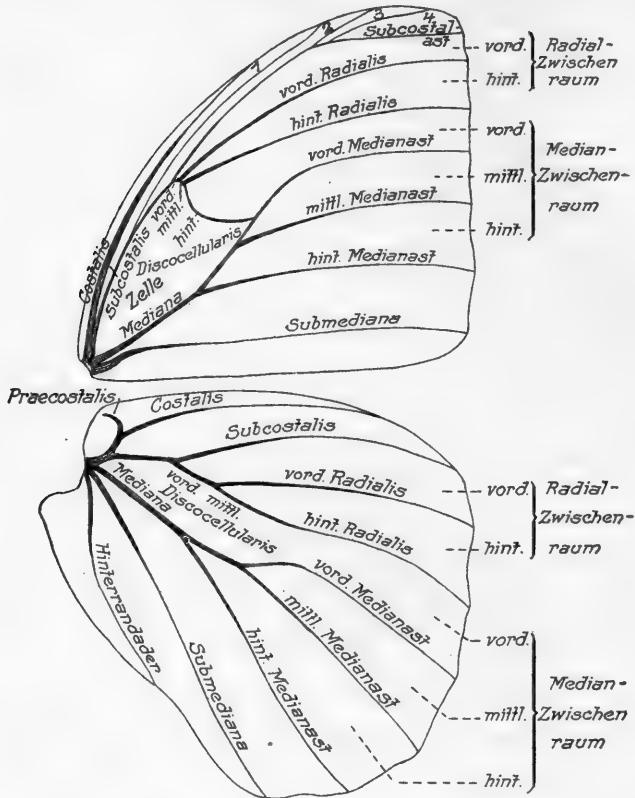 1 2 3 4
Subcostal-
ast
vord.
Radial-
Zwischen
raum
hint.
vord. Radialis
hint. Radialis
vord. Medianast
mittl. Medianast
hint. Medianast
Submediana
vord.
mittl.
hint.
Median-
Zwischen-
raum
Costalis
Subcostalis
vord.
mittl.
hint.
Discocellularis
Zelle
Mediana
Praecostalis
Costalis
Subcostalis
vord. Radialis
hint. Radialis
vord. mittl.
Discocellularis
Mediana
vord. Medianast
mittl. Medianast
hint. Medianast
Submediana
Hinterrandader
vord.
hint.
Radial-
Zwischen-
raum
vord.
mittl.
hint.
Median-
Zwischen
raum